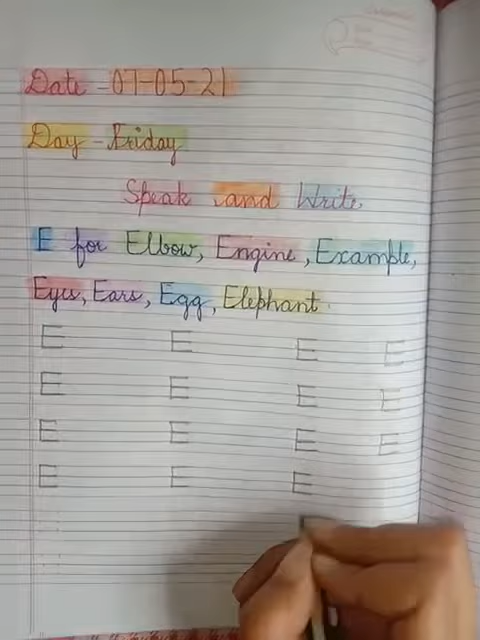 Date - 07-05-21
Day - Friday
Speak and Write
E for Elbow, Engine, Example,
Eyes, Ears, Egg, Elephant.
E E E E
E E E E
E E E E
E E E